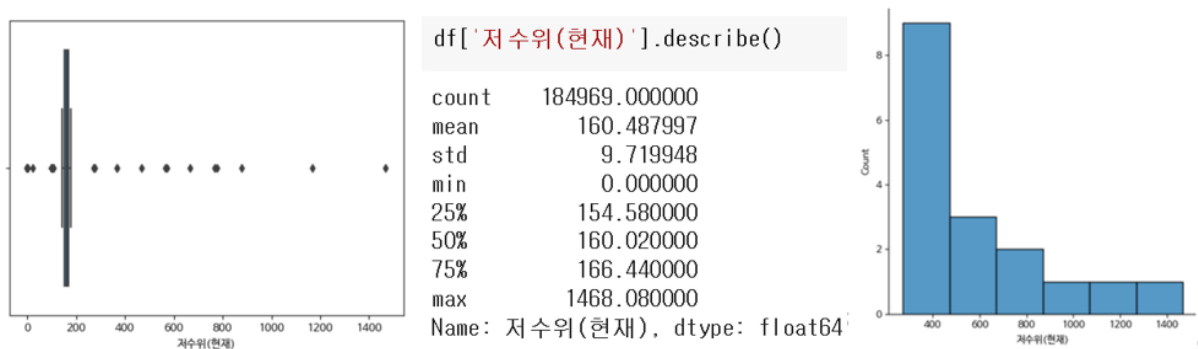 0 200 400 600 800 1000 1200 1400
저수위(현재)
df['저수위(현재)'].describe()
count 184969.000000
mean 160.487997
std 9.719948
min 0.000000
25% 154.580000
50% 160.020000
75% 166.440000
max 1468.080000
Name: 저수위(현재), dtype: float64
Count
8
6
4
2
0
400 600 800 1000 1200 1400
저수위(현재)